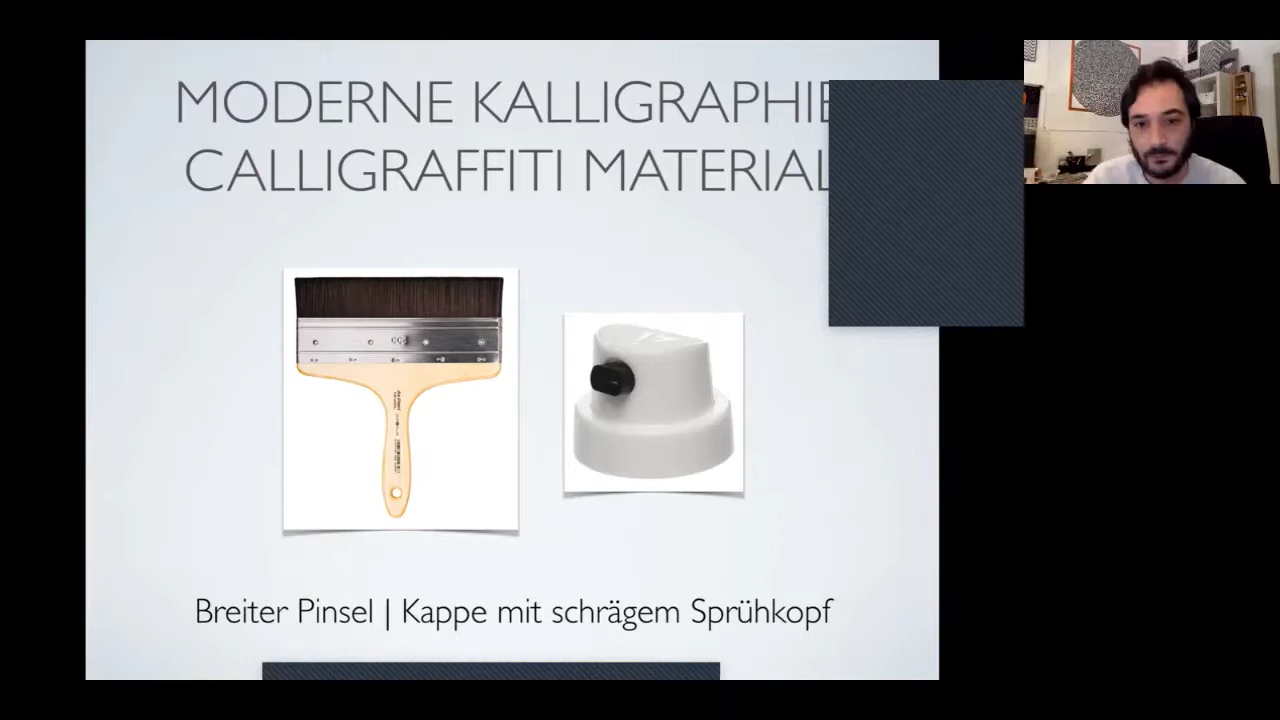 MODERNE KALLIGRAPHIE
CALLIGRAFFITI MATERIAL
Breiter Pinsel | Kappe mit schrägem Sprühkopf